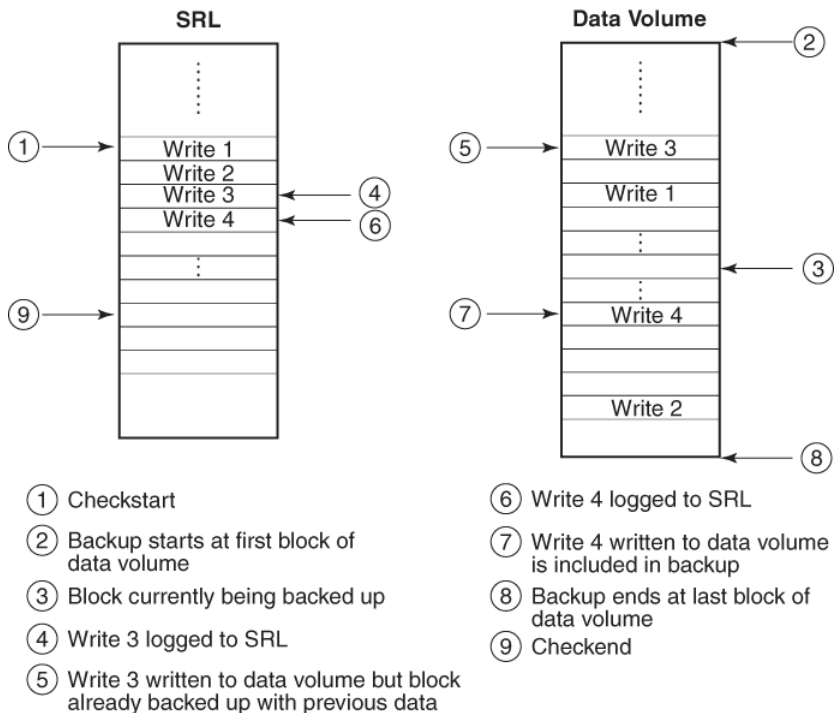 SRL
Data Volume
2
1
Write 1
Write 2
Write 3
4
Write 4
6
9
5
Write 3
Write 1
3
7
Write 4
Write 2
8
1 Checkstart
2 Backup starts at first block of
data volume
3 Block currently being backed up
4 Write 3 logged to SRL
5 Write 3 written to data volume but block
already backed up with previous data
6 Write 4 logged to SRL
7 Write 4 written to data volume
is included in backup
8 Backup ends at last block of
data volume
9 Checkend